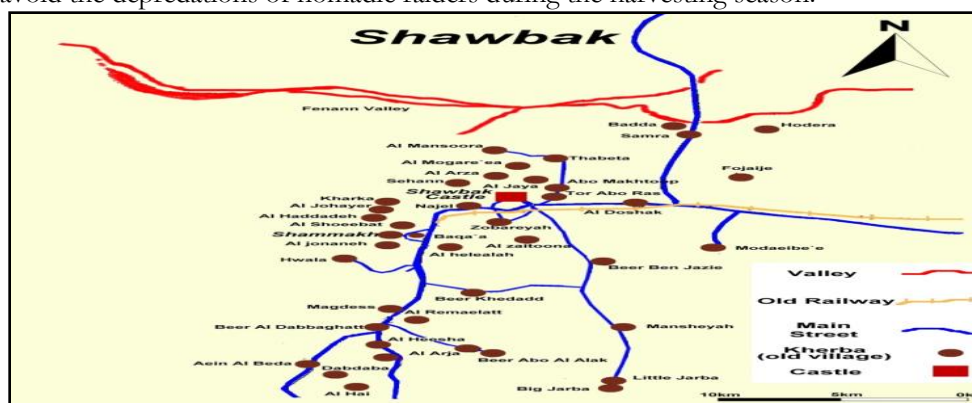 avoid the depredations of nomadic raiders during the harvesting season.
Shawbak
N
Fenann Valley
Badda
Hodera
Samra
Al Mansoora
Thabeta
Al Mogare`ea
Fojaije
Al Arza
Abo Makhtoop
Sehann
Al Jaya
Shawbak
Castle
Tor Abo Ras
Kharka
Al Johayer
Najel
Al Doshak
Al Haddadeh
Al Shoeebat
Zobareyah
Shammakh
Baqa`a
Al zaitoona
Al jonaneh
Al helealah
Modaeibe`e
Hwala
Beer Ben Jazie
Valley
Beer Khedadd
Old Railway
Magdess
Al Remaelatt
Main
Street
Beer Al Dabbaghatt
Mansheyah
Al Heesha
Kherba
(old village)
Al Arja
Beer Abo Al Alak
Aein Al Beda
Castle
Dabdaba
Little Jarba
Big Jarba
Al Hai
10km
5km